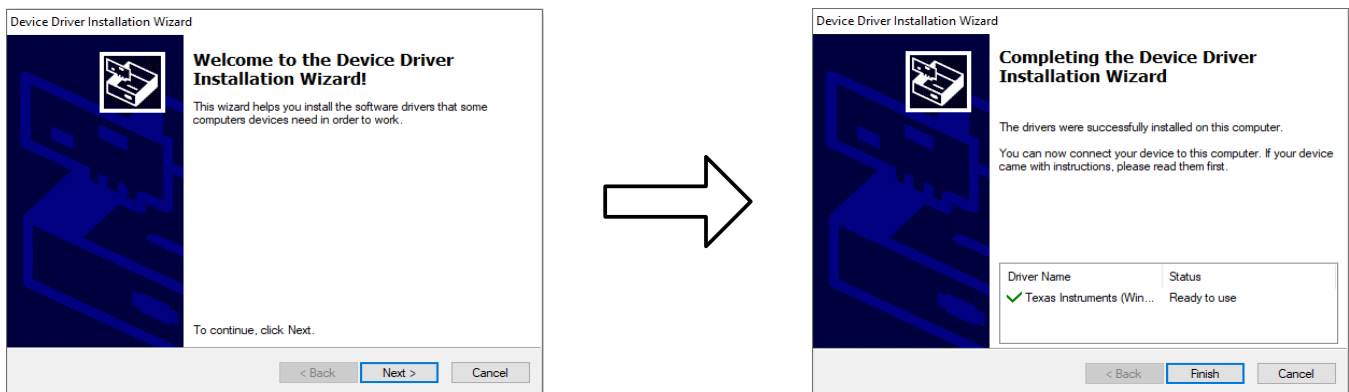 Device Driver Installation Wizard
Welcome to the Device Driver
Installation Wizard!
This wizard helps you install the software drivers that some
computers devices need in order to work.
To continue, click Next.
< Back
Next >
Cancel
Device Driver Installation Wizard
Completing the Device Driver
Installation Wizard
The drivers were successfully installed on this computer.
You can now connect your device to this computer. If your device
came with instructions, please read them first.
Driver Name Status
Texas Instruments (Win... Ready to use
< Back
Finish
Cancel